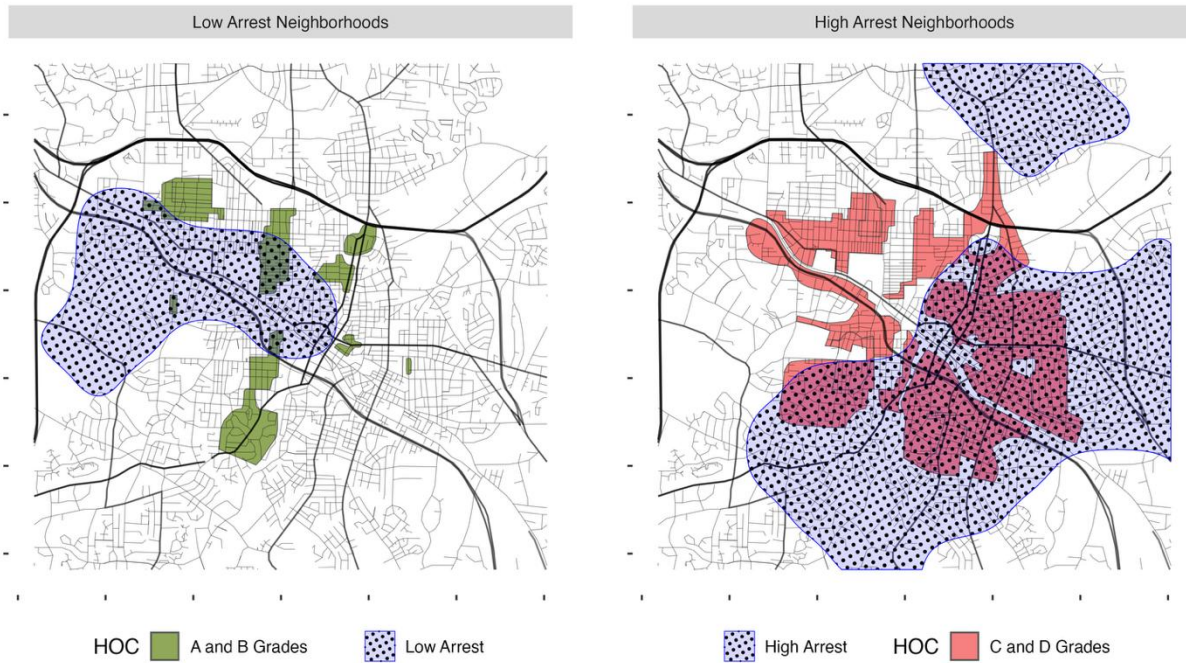 Low Arrest Neighborhoods
High Arrest Neighborhoods
HOC A and B Grades Low Arrest
High Arrest HOC C and D Grades